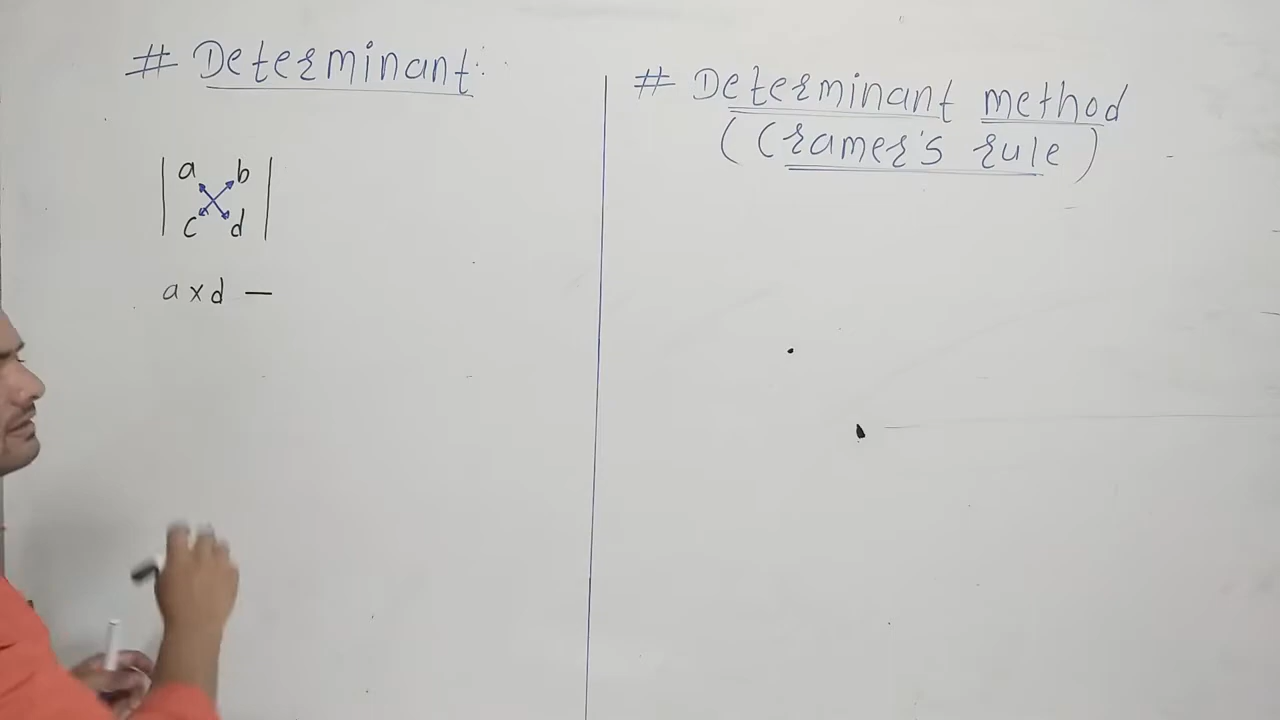 # Determinant:
| a b |
| c d |
a x d —
# Determinant method
(Cramer's rule)